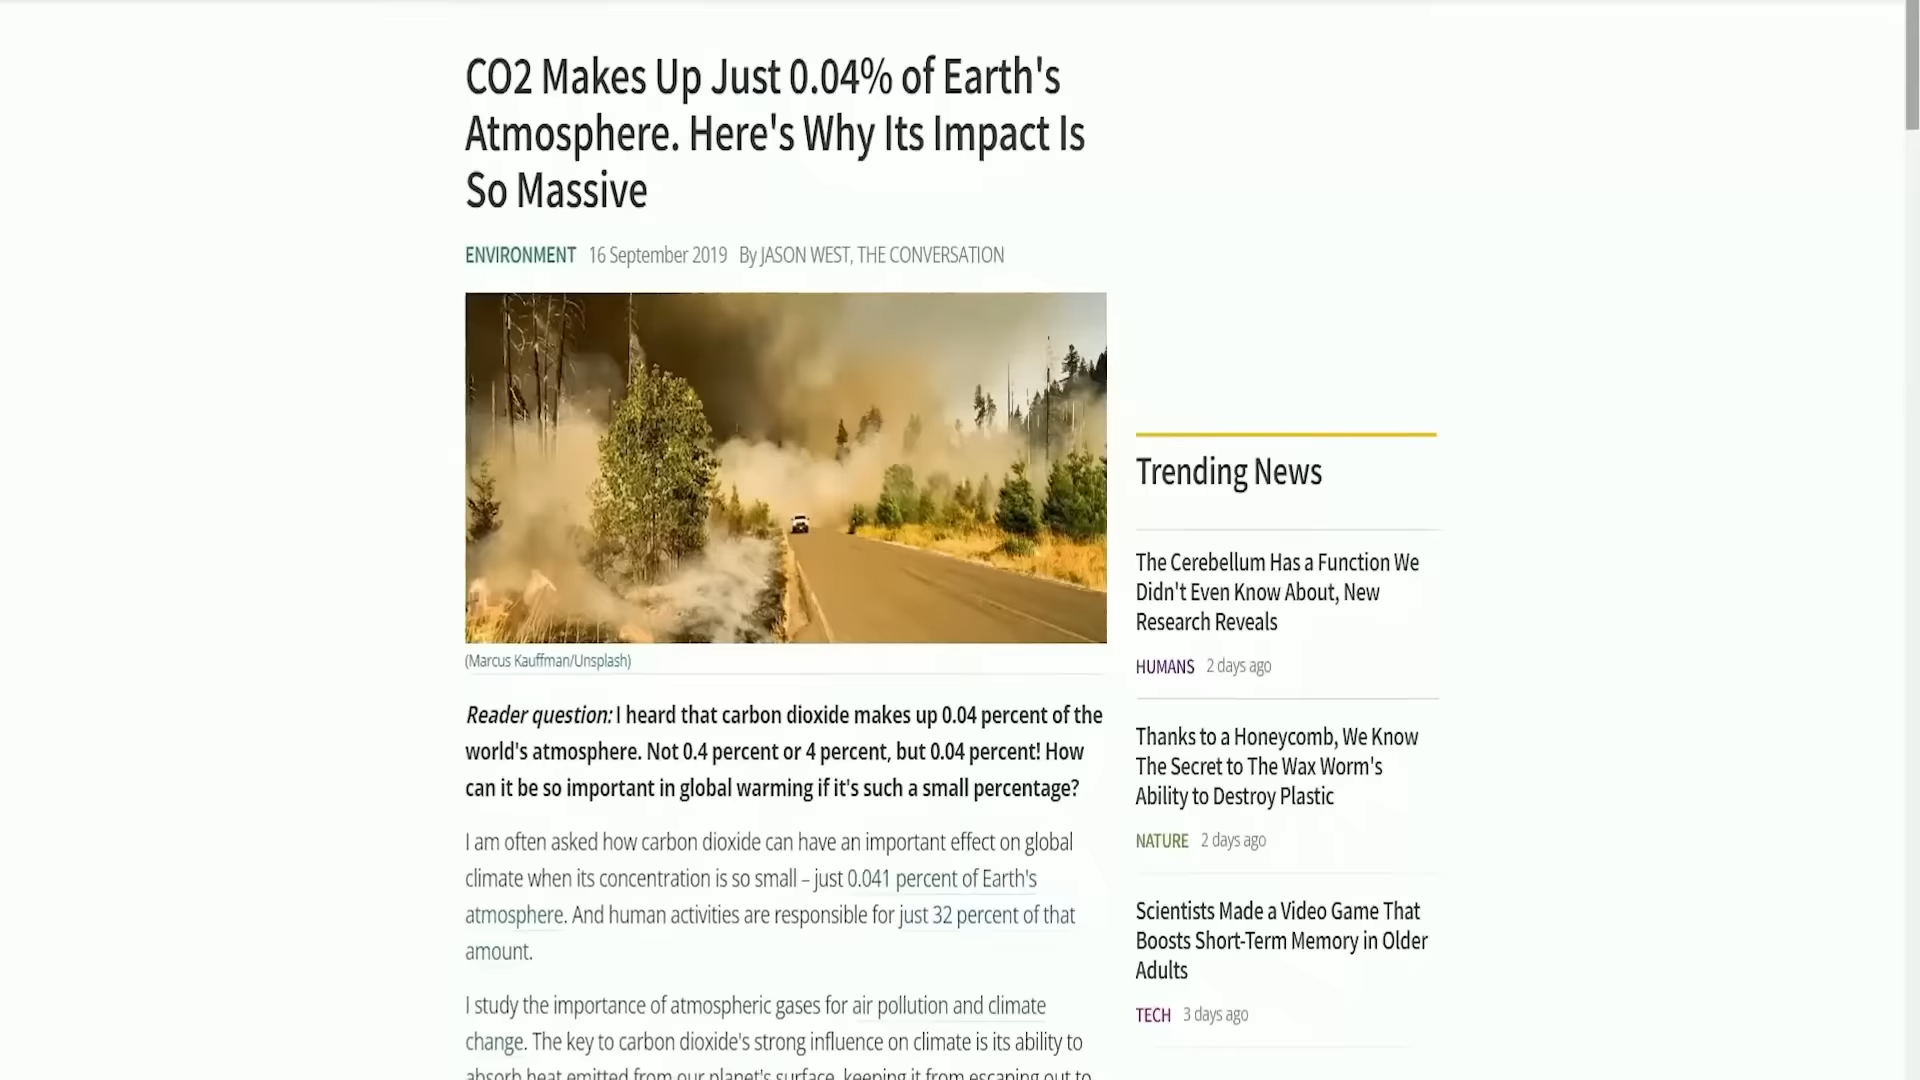 CO2 Makes Up Just 0.04% of Earth's
Atmosphere. Here's Why Its Impact Is
So Massive
ENVIRONMENT 16 September 2019 By JASON WEST, THE CONVERSATION
(Marcus Kauffman/Unsplash)
Reader question: I heard that carbon dioxide makes up 0.04 percent of the
world's atmosphere. Not 0.4 percent or 4 percent, but 0.04 percent! How
can it be so important in global warming if it's such a small percentage?
I am often asked how carbon dioxide can have an important effect on global
climate when its concentration is so small – just 0.041 percent of Earth's
atmosphere. And human activities are responsible for just 32 percent of that
amount.
I study the importance of atmospheric gases for air pollution and climate
change. The key to carbon dioxide's strong influence on climate is its ability to
absorb heat emitted from our planet's surface, keeping it from escaping out to
Trending News
The Cerebellum Has a Function We
Didn't Even Know About, New
Research Reveals
HUMANS 2 days ago
Thanks to a Honeycomb, We Know
The Secret to The Wax Worm's
Ability to Destroy Plastic
NATURE 2 days ago
Scientists Made a Video Game That
Boosts Short-Term Memory in Older
Adults
TECH 3 days ago